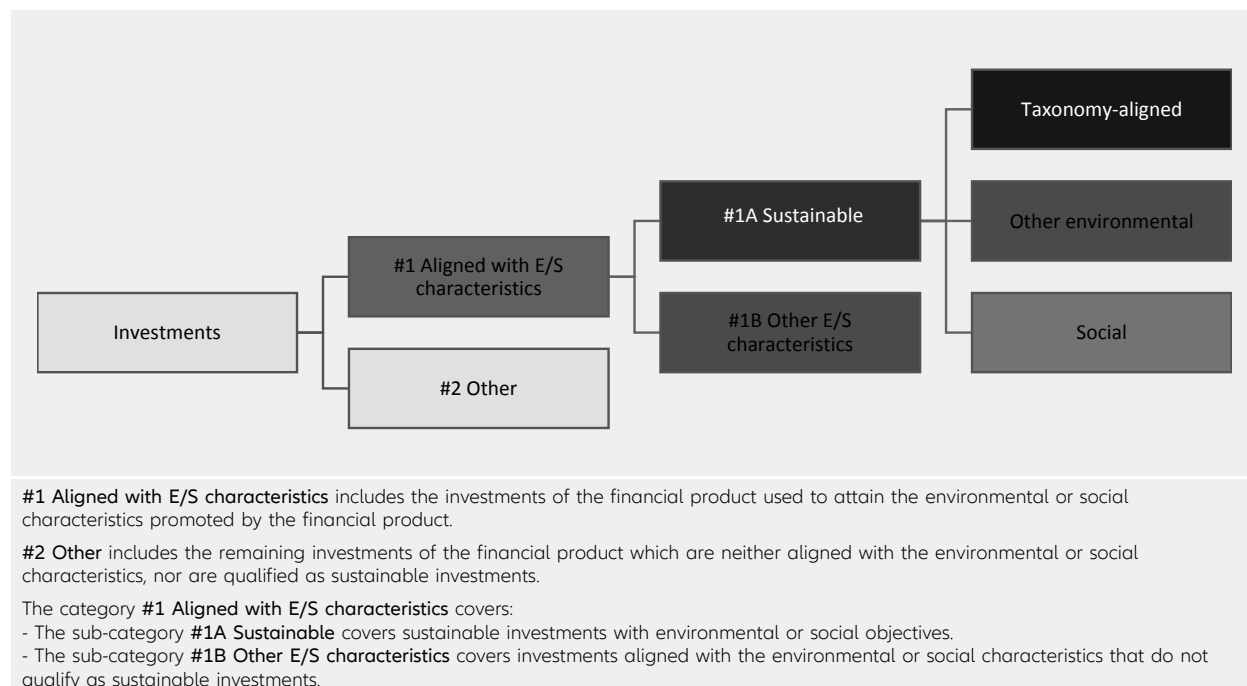 Taxonomy-aligned
#1A Sustainable
Other environmental
#1 Aligned with E/S
characteristics
Investments
#1B Other E/S
characteristics
Social
#2 Other
#1 Aligned with E/S characteristics includes the investments of the financial product used to attain the environmental or social
characteristics promoted by the financial product.
#2 Other includes the remaining investments of the financial product which are neither aligned with the environmental or social
characteristics, nor are qualified as sustainable investments.
The category #1 Aligned with E/S characteristics covers:
- The sub-category #1A Sustainable covers sustainable investments with environmental or social objectives.
- The sub-category #1B Other E/S characteristics covers investments aligned with the environmental or social characteristics that do not
qualify as sustainable investments.